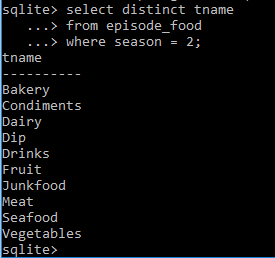 sqlite> select distinct tname
   ...> from episode_food
   ...> where season = 2;
tname
----------
Bakery
Condiments
Dairy
Dip
Drinks
Fruit
Junkfood
Meat
Seafood
Vegetables
sqlite>